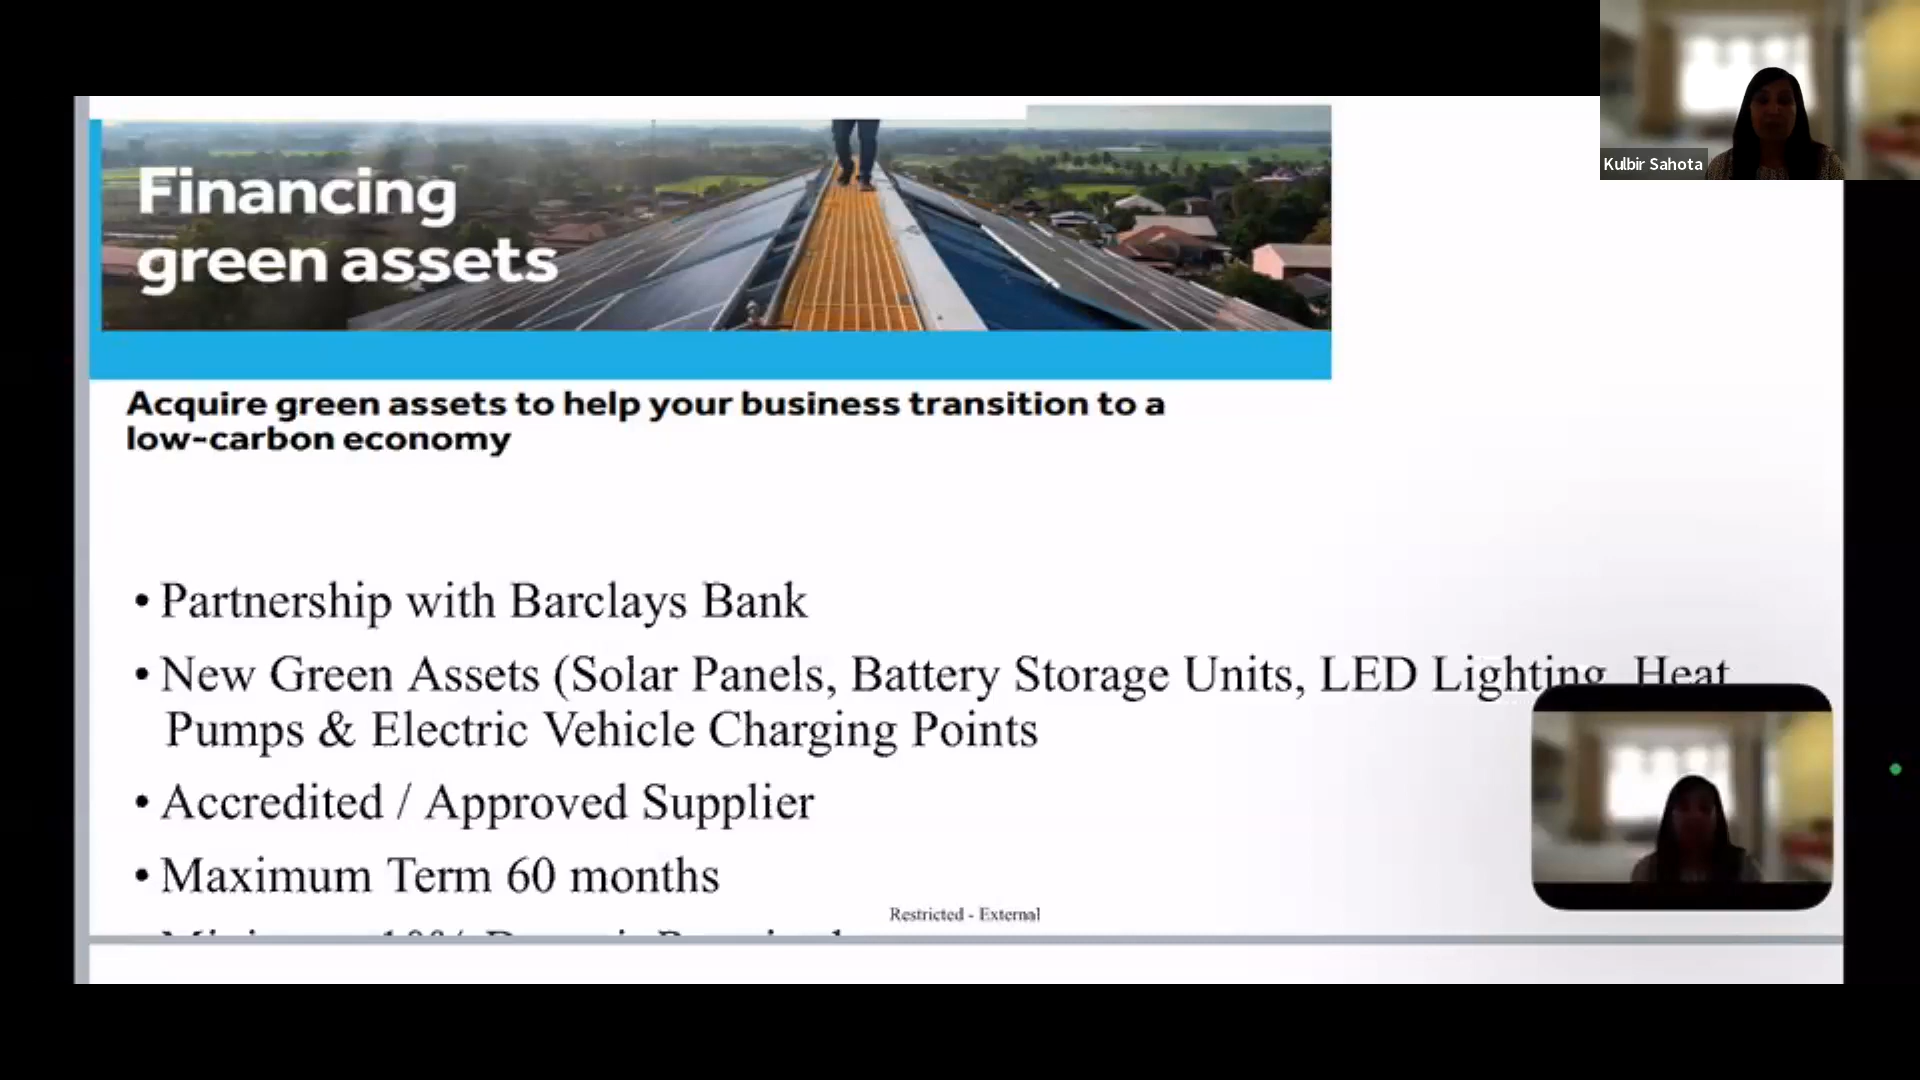 Kulbir Sahota
Financing
green assets
Acquire green assets to help your business transition to a
low-carbon economy
• Partnership with Barclays Bank
• New Green Assets (Solar Panels, Battery Storage Units, LED Lighting, Heat
Pumps & Electric Vehicle Charging Points
• Accredited / Approved Supplier
• Maximum Term 60 months
Restricted - External